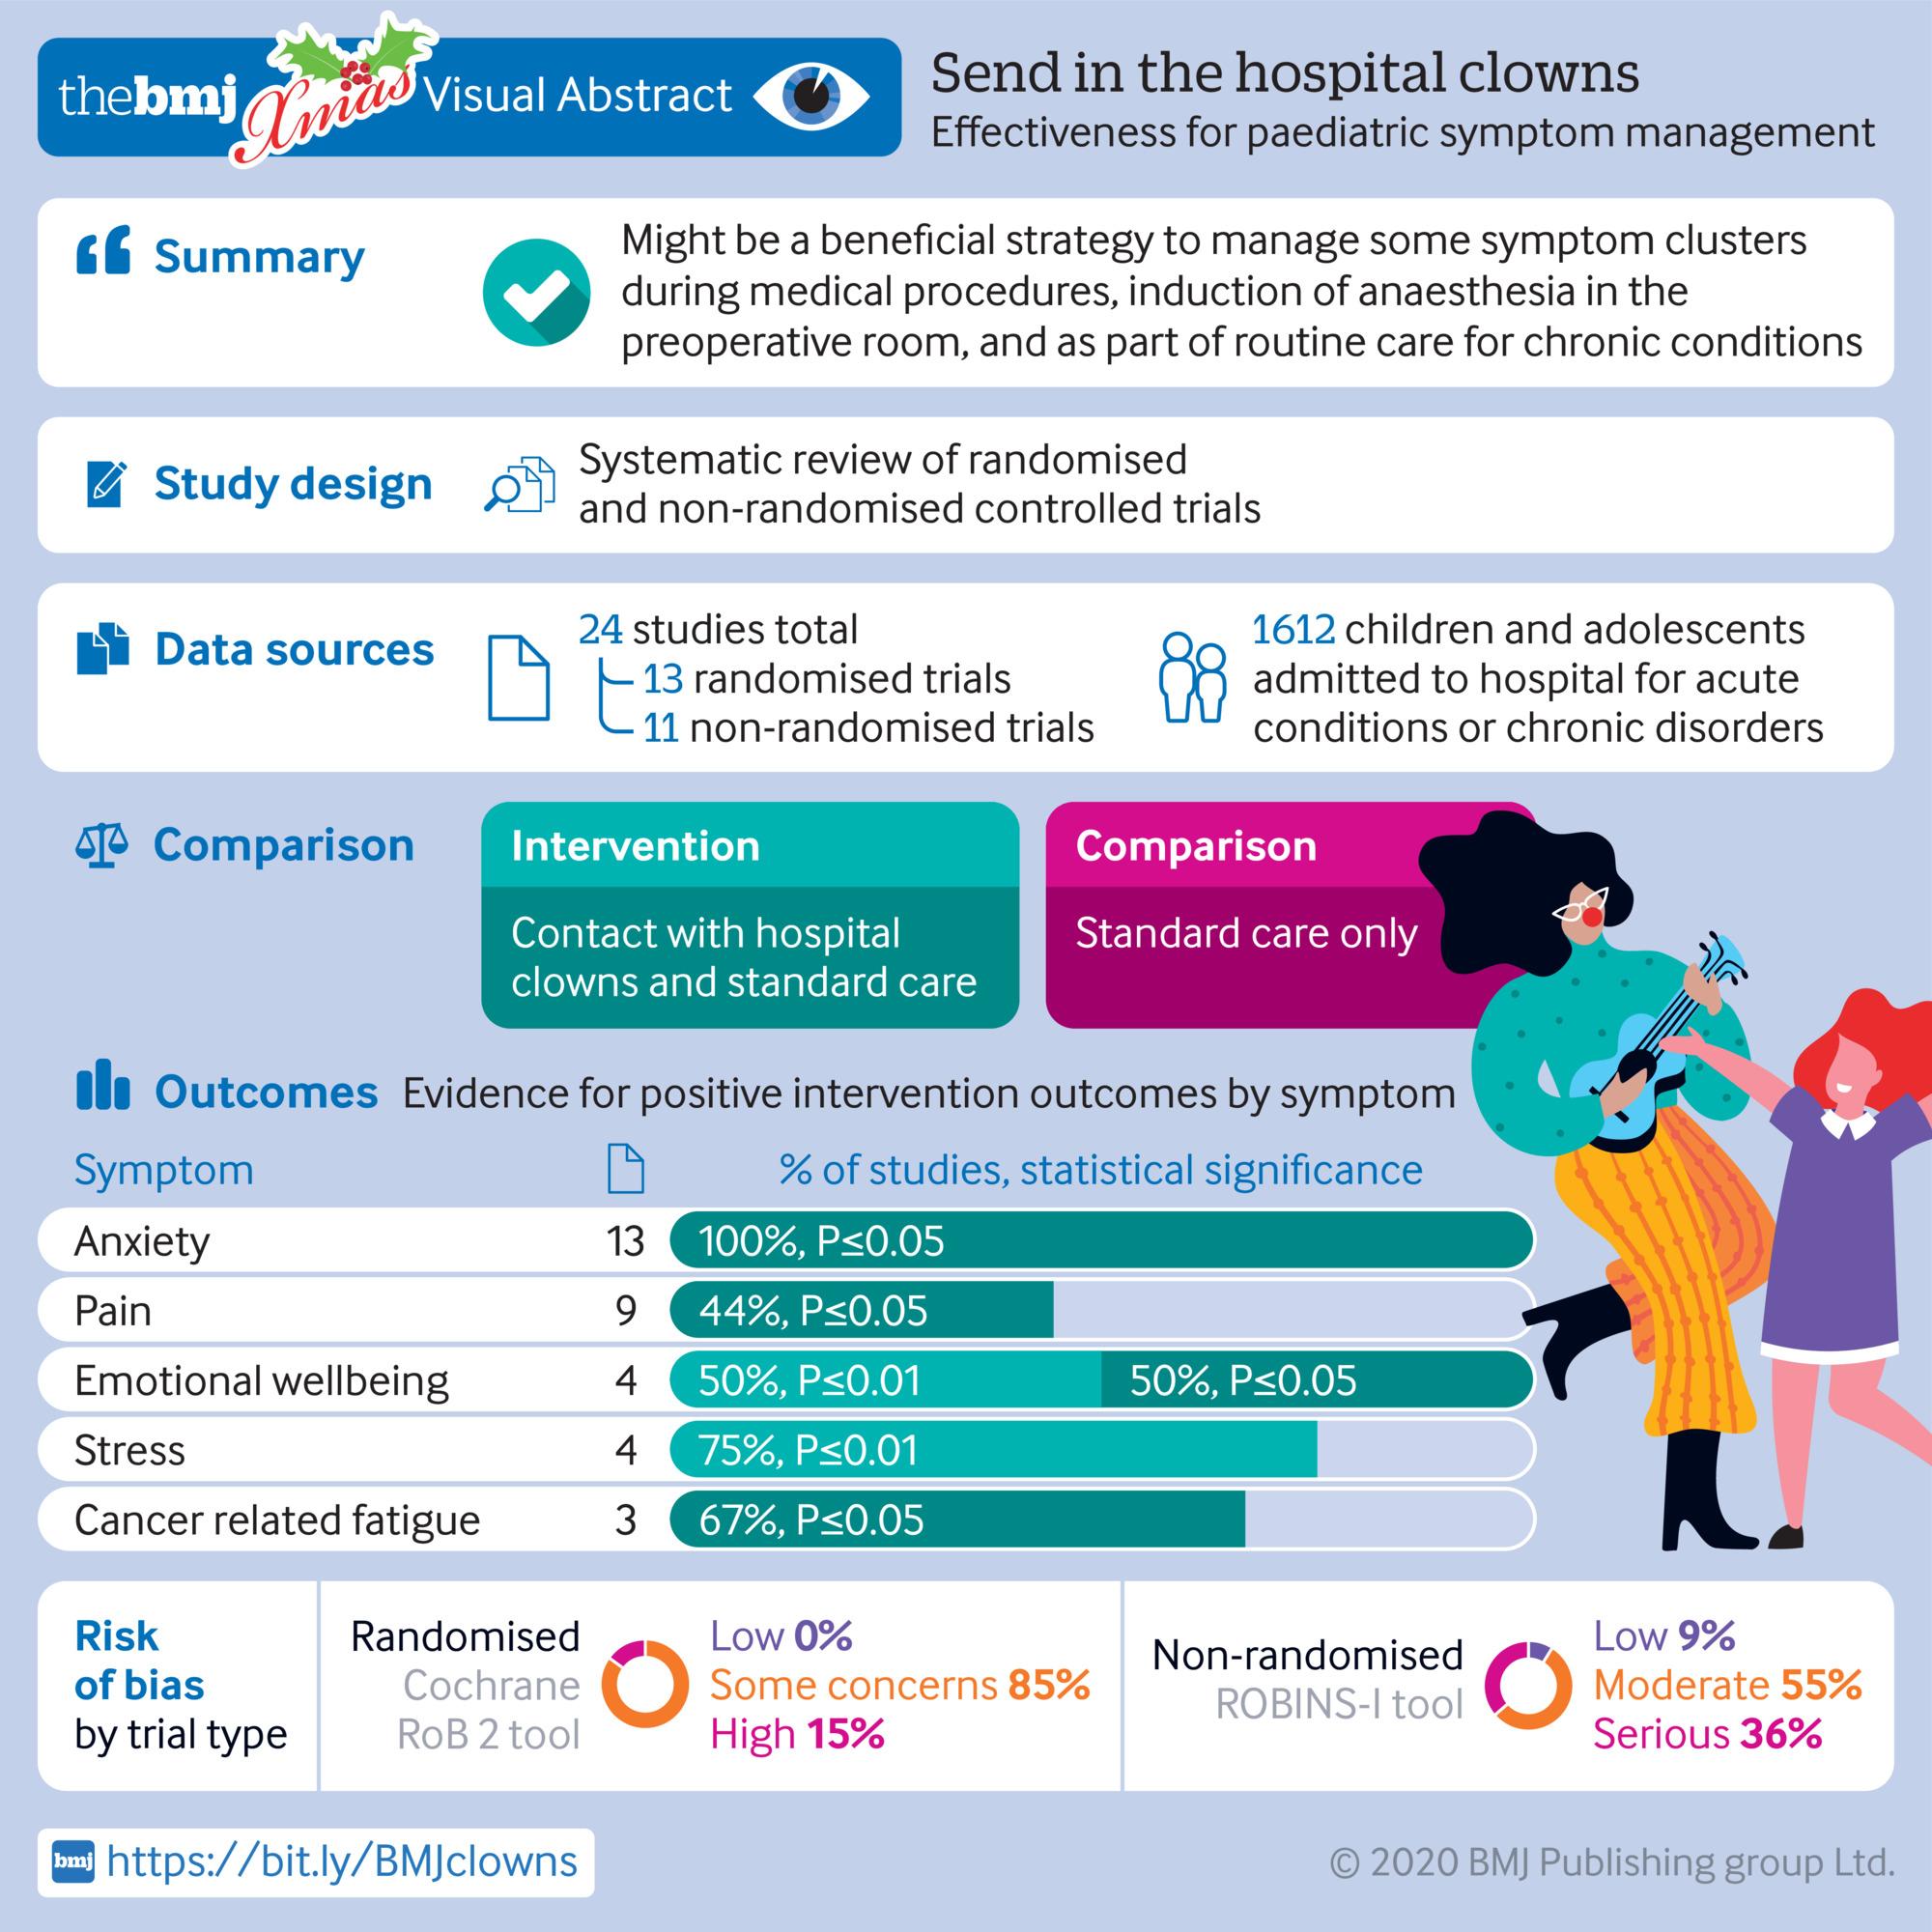 thebmj Xmas Visual Abstract
Send in the hospital clowns
Effectiveness for paediatric symptom management
Summary
Might be a beneficial strategy to manage some symptom clusters
during medical procedures, induction of anaesthesia in the
preoperative room, and as part of routine care for chronic conditions
Study design
Systematic review of randomised
and non-randomised controlled trials
Data sources
24 studies total
13 randomised trials
11 non-randomised trials
1612 children and adolescents
admitted to hospital for acute
conditions or chronic disorders
Comparison
Intervention
Contact with hospital
clowns and standard care
Comparison
Standard care only
Outcomes Evidence for positive intervention outcomes by symptom
Symptom % of studies, statistical significance
Anxiety 13 100%, P≤0.05
Pain 9 44%, P≤0.05
Emotional wellbeing 4 50%, P≤0.01 50%, P≤0.05
Stress 4 75%, P≤0.01
Cancer related fatigue 3 67%, P≤0.05
Risk
of bias
by trial type
Randomised
Cochrane
RoB 2 tool
Low 0%
Some concerns 85%
High 15%
Non-randomised
ROBINS-I tool
Low 9%
Moderate 55%
Serious 36%
bmj https://bit.ly/BMJclowns
© 2020 BMJ Publishing group Ltd.